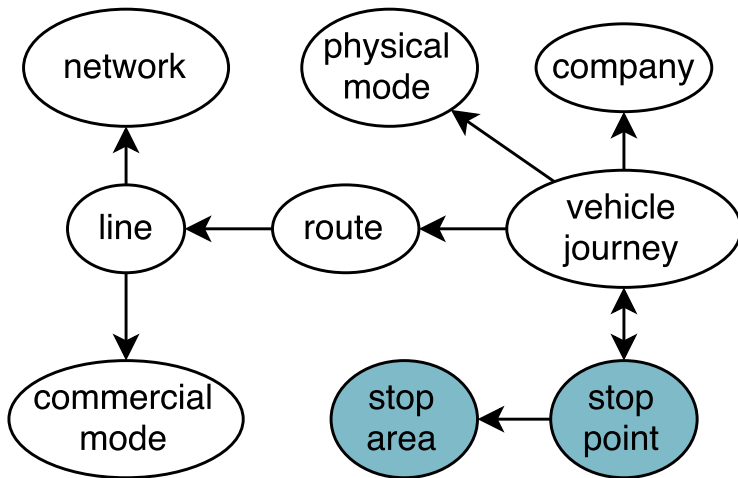 network
physical
mode
company
line
route
vehicle
journey
commercial
mode
stop
area
stop
point